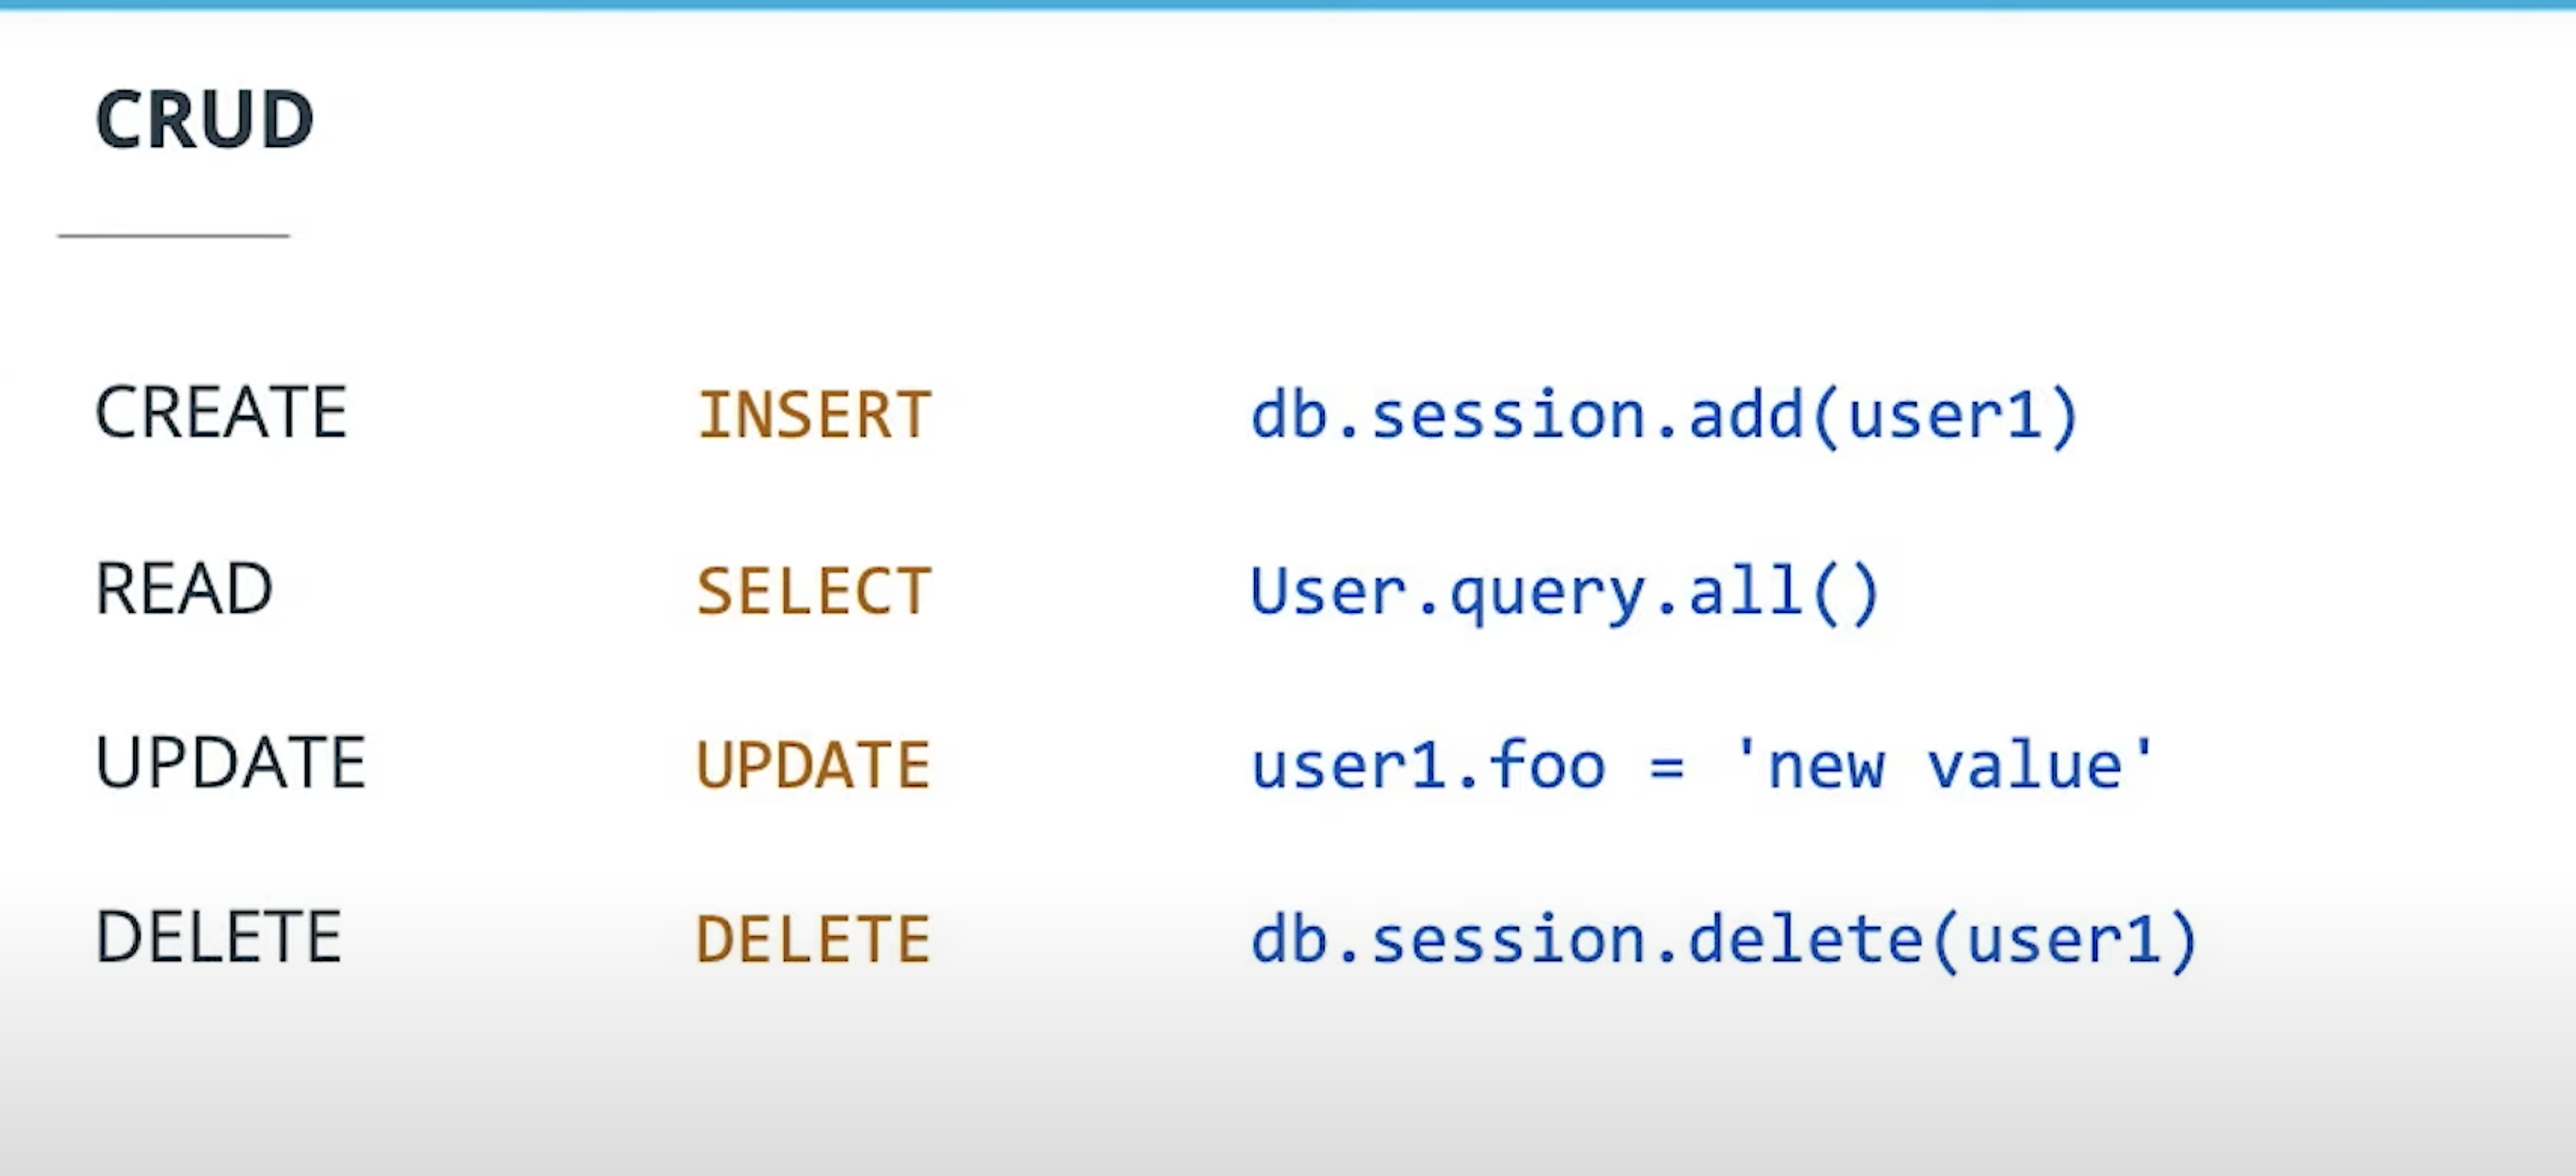 CRUD
CREATE INSERT db.session.add(user1)
READ SELECT User.query.all()
UPDATE UPDATE user1.foo = 'new value'
DELETE DELETE db.session.delete(user1)